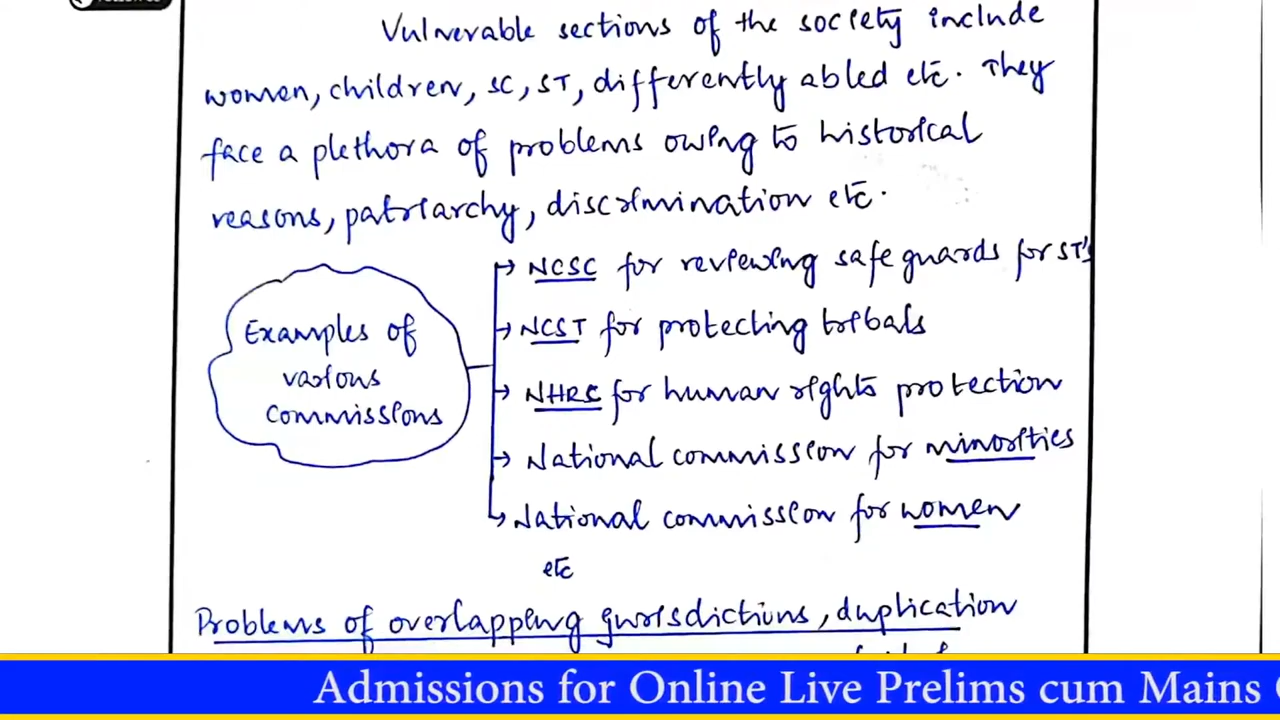 Vulnerable sections of the society include
women, children, SC, ST, differently abled etc. They
face a plethora of problems owing to historical
reasons, patriarchy, discrimination etc.
Examples of
various
commissions
→ NCSC for reviewing safe guards for ST's
→ NCST for protecting tribals
→ NHRC for human rights protection
→ National commission for minorities
→ National commission for women
etc
Problems of overlapping jurisdictions, duplication
Admissions for Online Live Prelims cum Mains